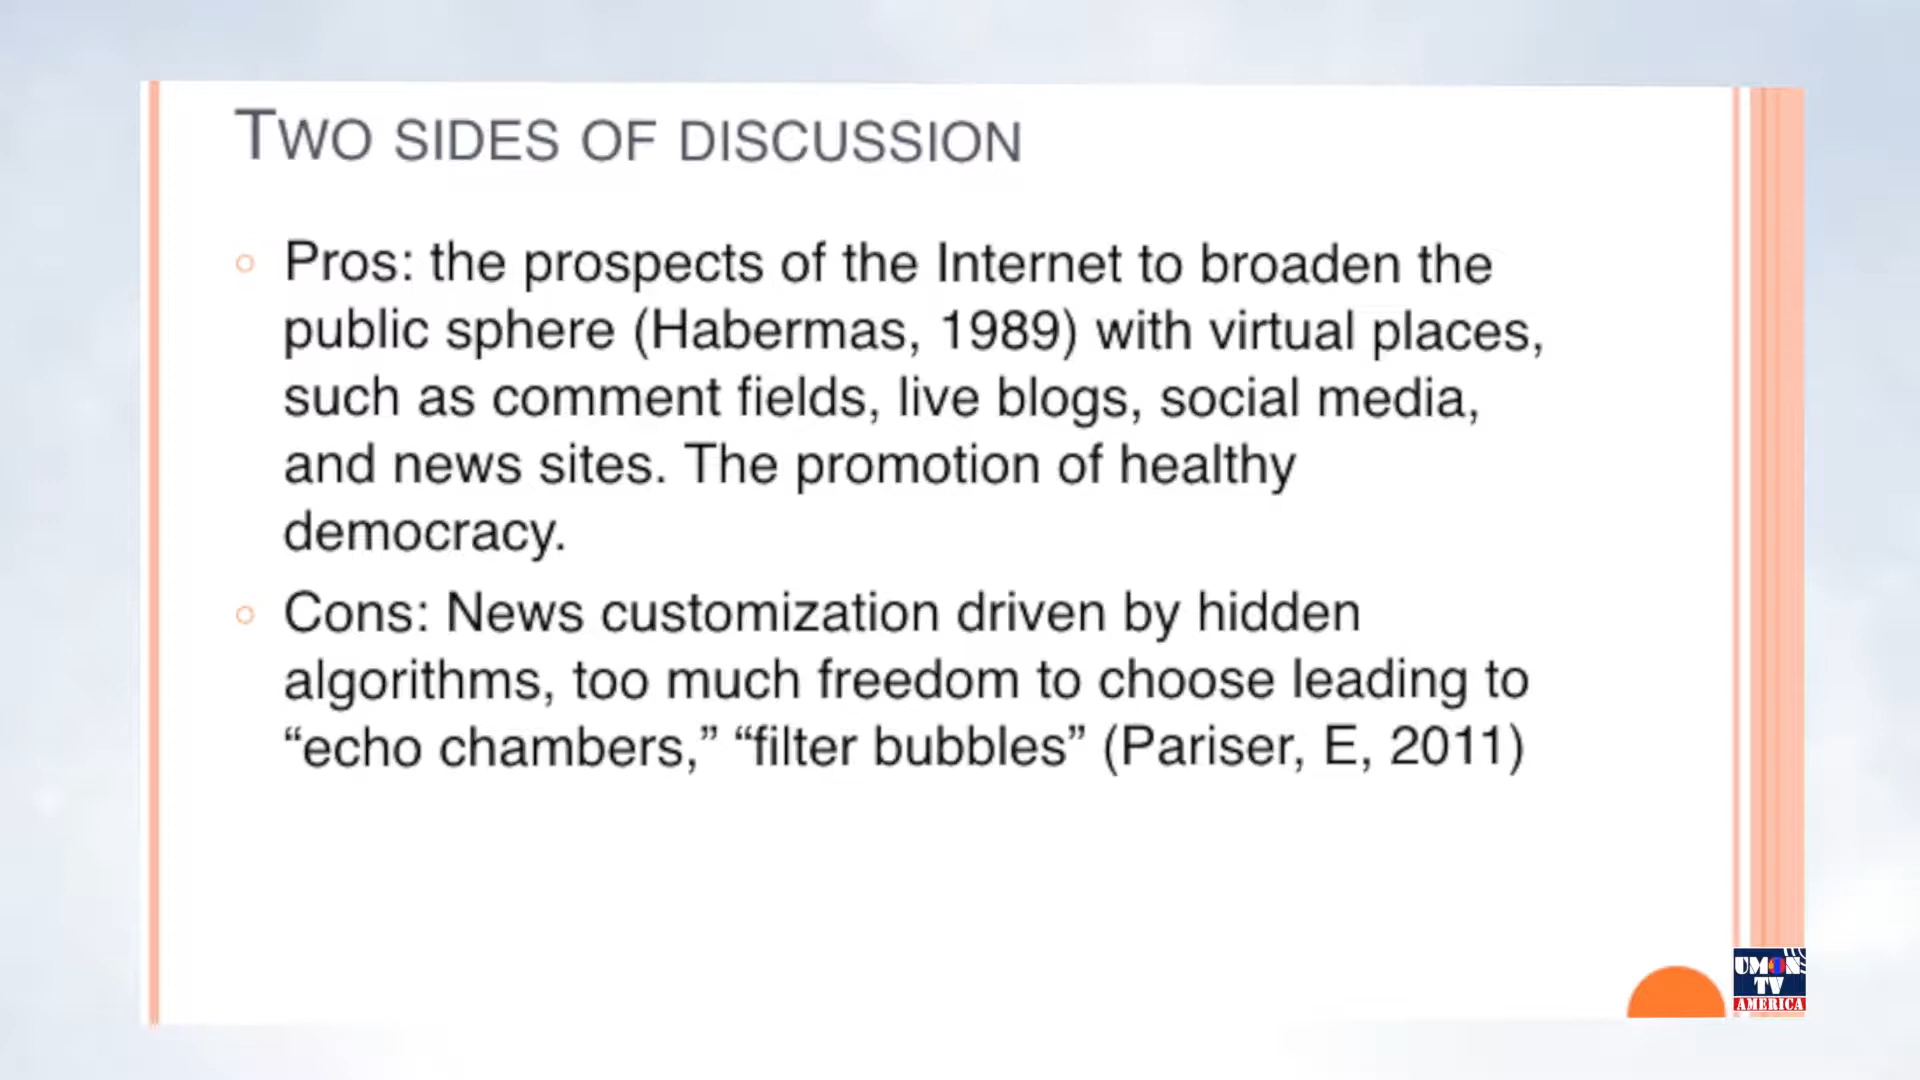 TWO SIDES OF DISCUSSION
Pros: the prospects of the Internet to broaden the
public sphere (Habermas, 1989) with virtual places,
such as comment fields, live blogs, social media,
and news sites. The promotion of healthy
democracy.
Cons: News customization driven by hidden
algorithms, too much freedom to choose leading to
“echo chambers,” “filter bubbles” (Pariser, E, 2011)
UMON
TV
AMERICA